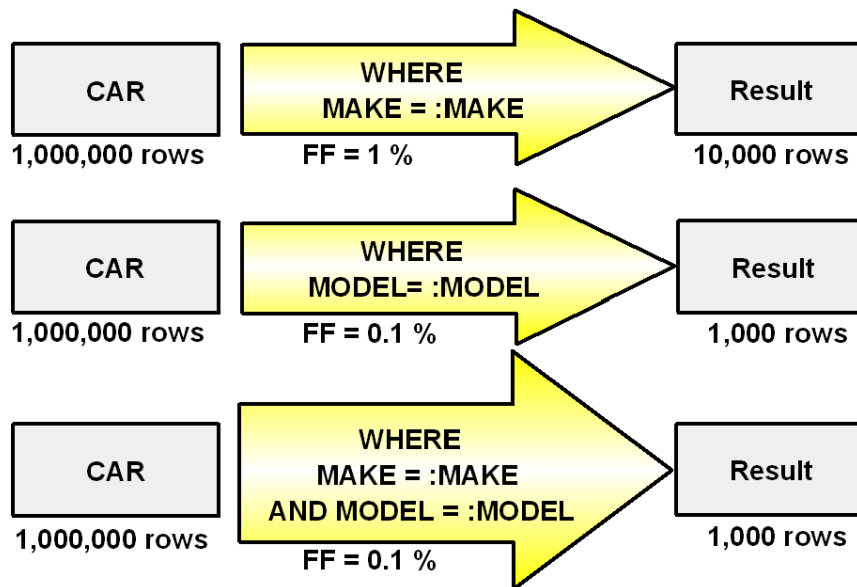 CAR
WHERE
MAKE = :MAKE
Result
1,000,000 rows
FF = 1 %
10,000 rows
CAR
WHERE
MODEL= :MODEL
Result
1,000,000 rows
FF = 0.1 %
1,000 rows
CAR
WHERE
MAKE = :MAKE
AND MODEL = :MODEL
Result
1,000,000 rows
FF = 0.1 %
1,000 rows